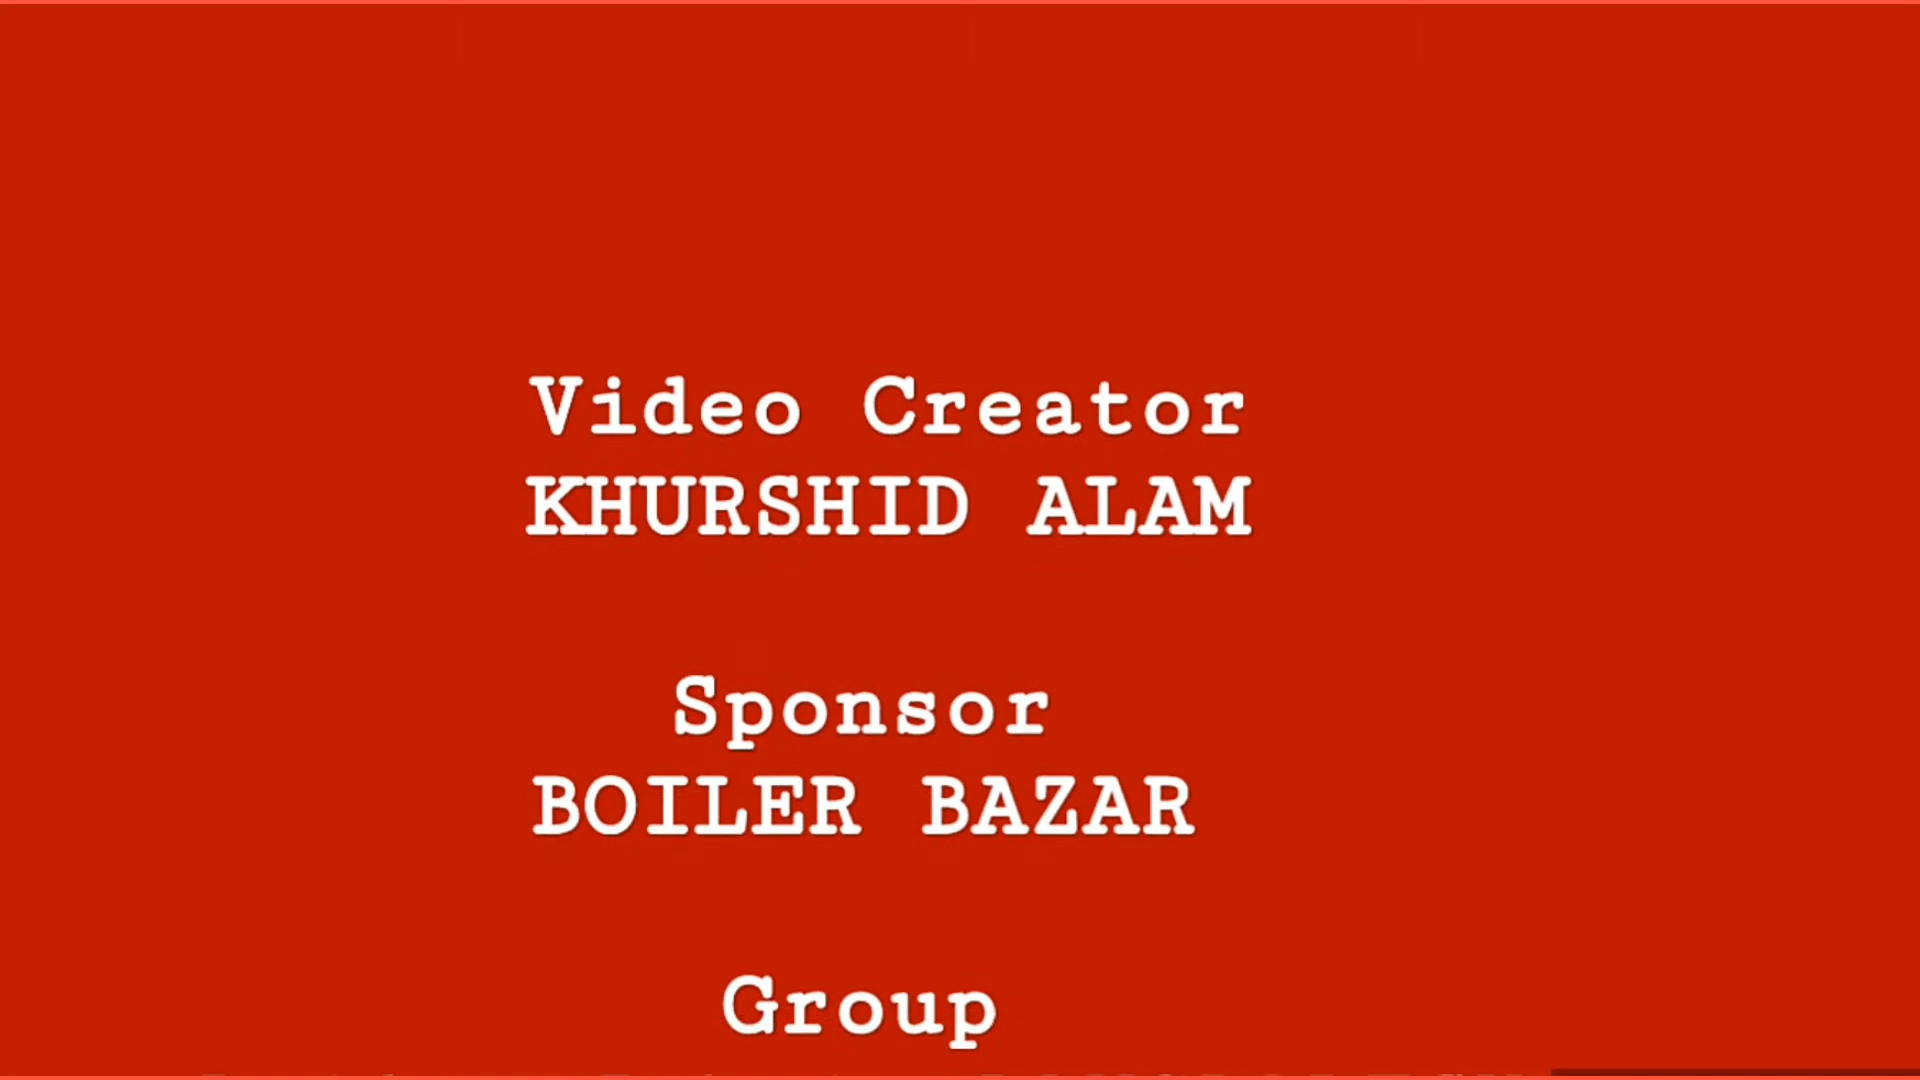 Video Creator
KHURSHID ALAM
Sponsor
BOILER BAZAR
Group